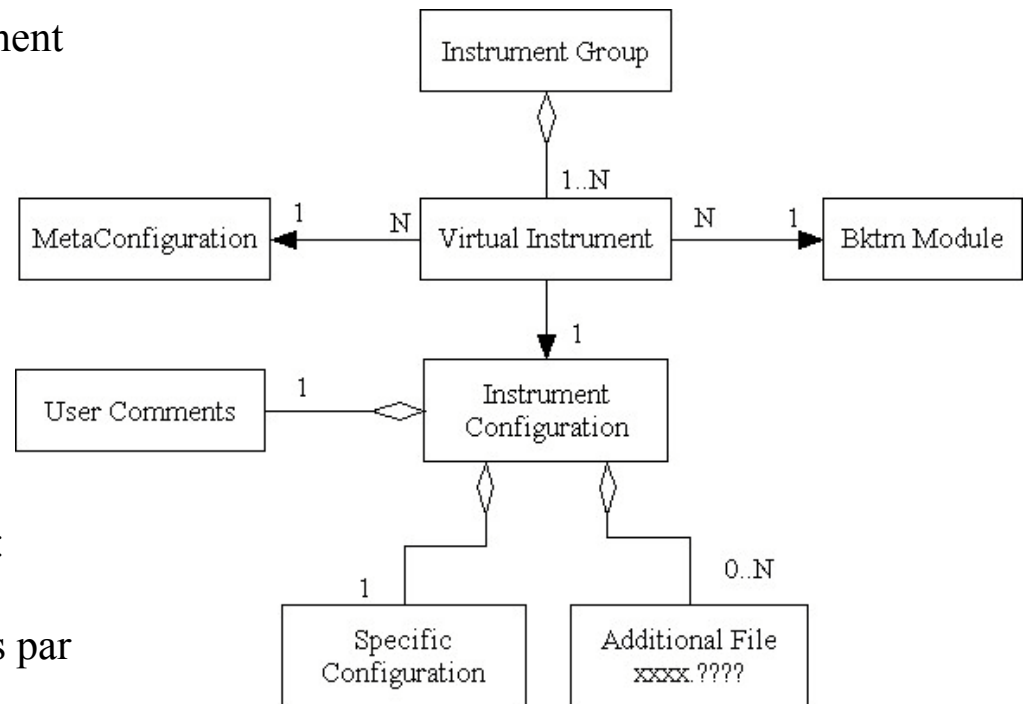 nent
Instrument Group
1..N
MetaConfiguration
1
N
Virtual Instrument
N
1
Bktm Module
1
User Comments
1
Instrument
Configuration
1
0..N
s par
Specific
Configuration
Additional File
xxxx.????